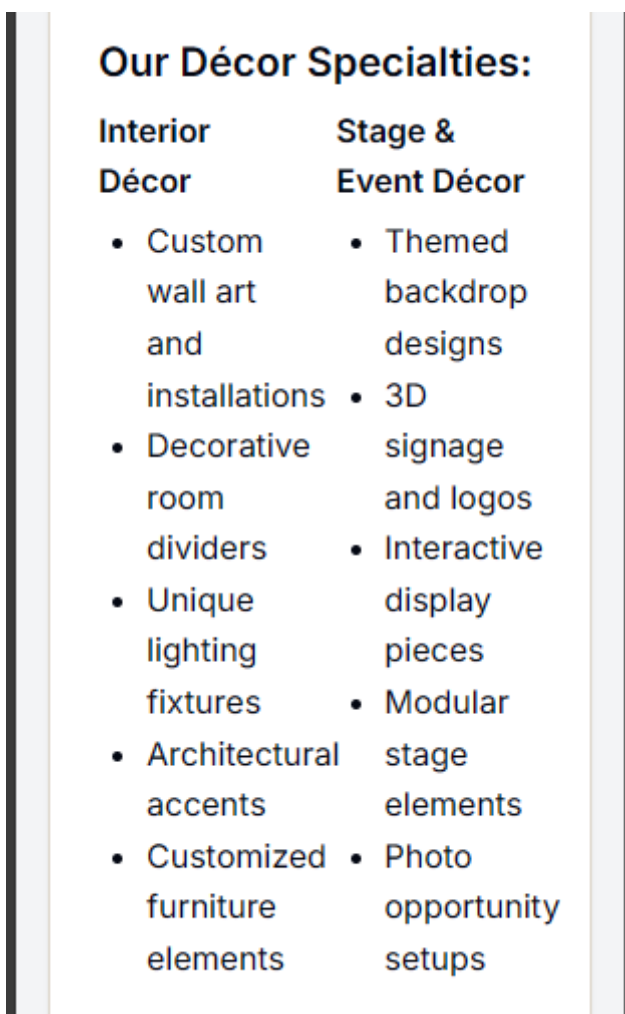 Our Décor Specialties:
Interior
Décor
• Custom
wall art
and
installations
• Decorative
room
dividers
• Unique
lighting
fixtures
• Architectural
accents
• Customized
furniture
elements
Stage &
Event Décor
• Themed
backdrop
designs
• 3D
signage
and logos
• Interactive
display
pieces
• Modular
stage
elements
• Photo
opportunity
setups